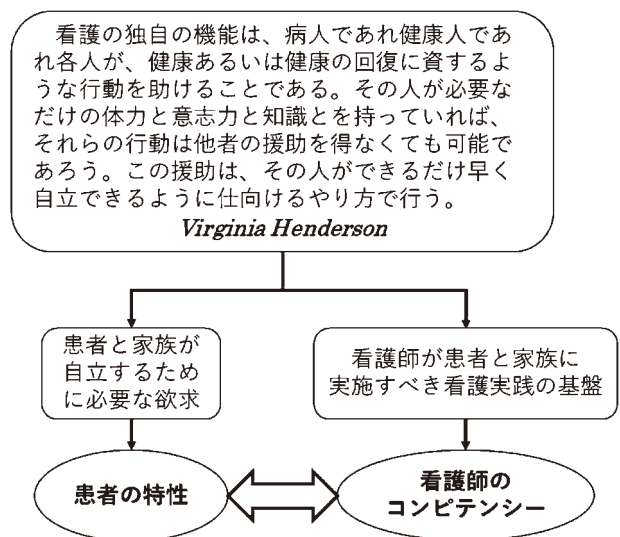 看護の独自の機能は、病人であれ健康人であ
れ各人が、健康あるいは健康の回復に資するよ
うな行動を助けることである。その人が必要な
だけの体力と意志力と知識とを持っていれば、
それらの行動は他者の援助を得なくても可能で
あろう。この援助は、その人ができるだけ早く
自立できるように仕向けるやり方で行う。
Virginia Henderson
患者と家族が
自立するため
に必要な欲求
看護師が患者と家族に
実施すべき看護実践の基盤
患者の特性
看護師の
コンピテンシー